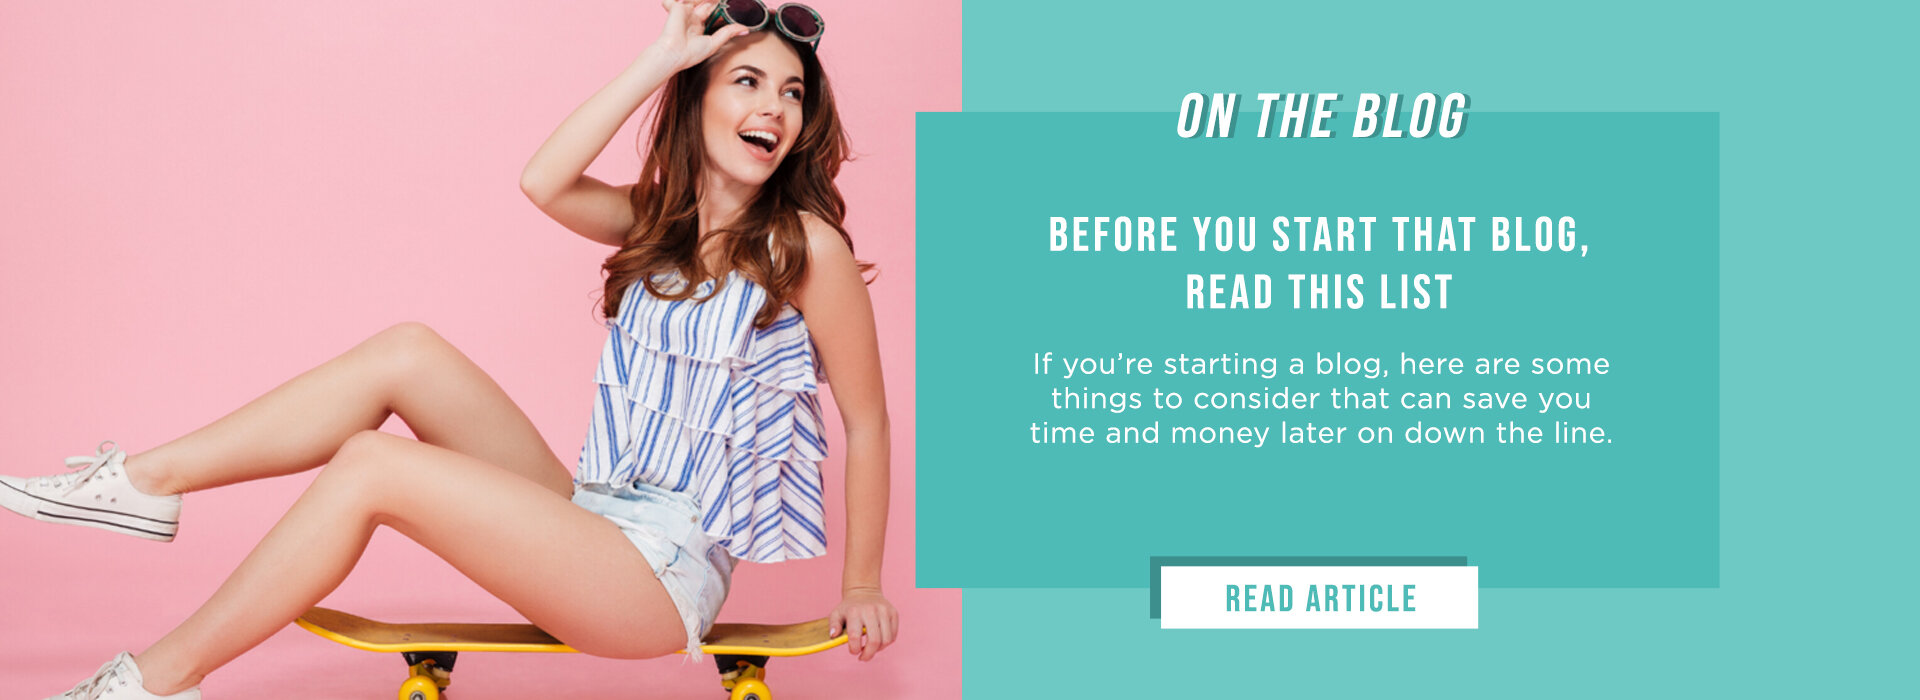 ON THE BLOG
BEFORE YOU START THAT BLOG,
READ THIS LIST
If you’re starting a blog, here are some
things to consider that can save you
time and money later on down the line.
READ ARTICLE